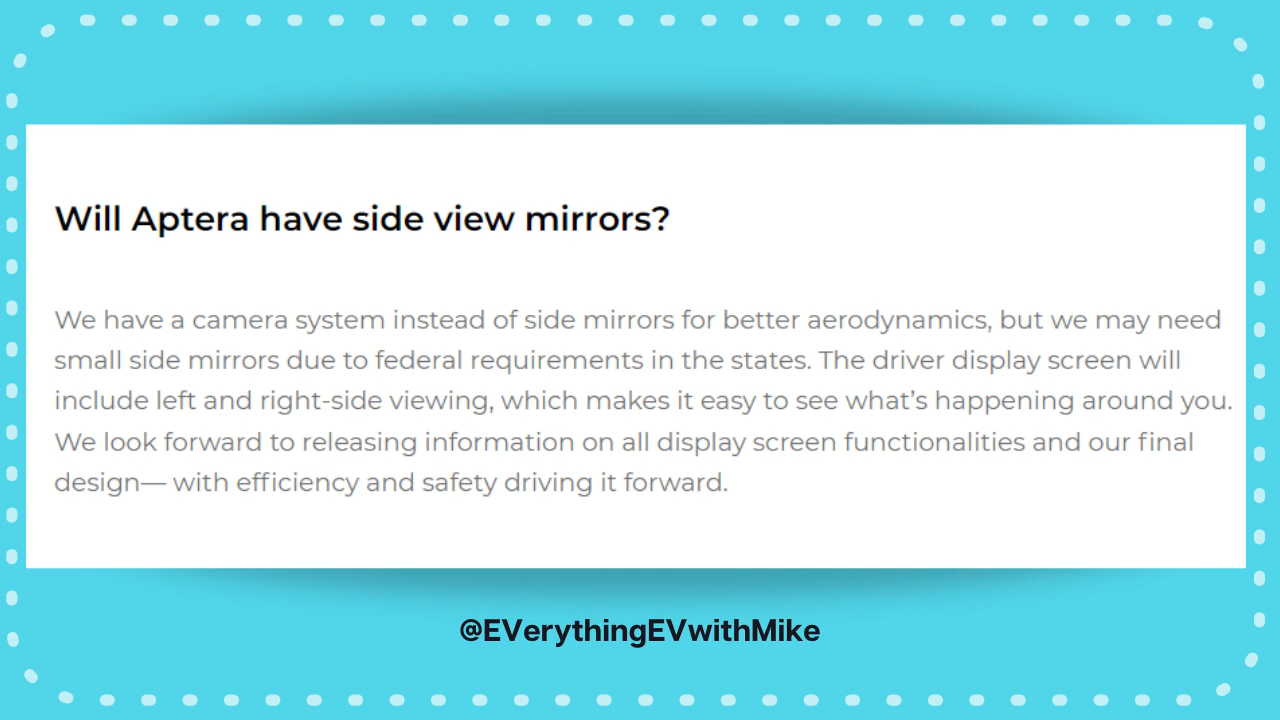 Will Aptera have side view mirrors?
We have a camera system instead of side mirrors for better aerodynamics, but we may need
small side mirrors due to federal requirements in the states. The driver display screen will
include left and right-side viewing, which makes it easy to see what’s happening around you.
We look forward to releasing information on all display screen functionalities and our final
design— with efficiency and safety driving it forward.
@EVerythingEVwithMike